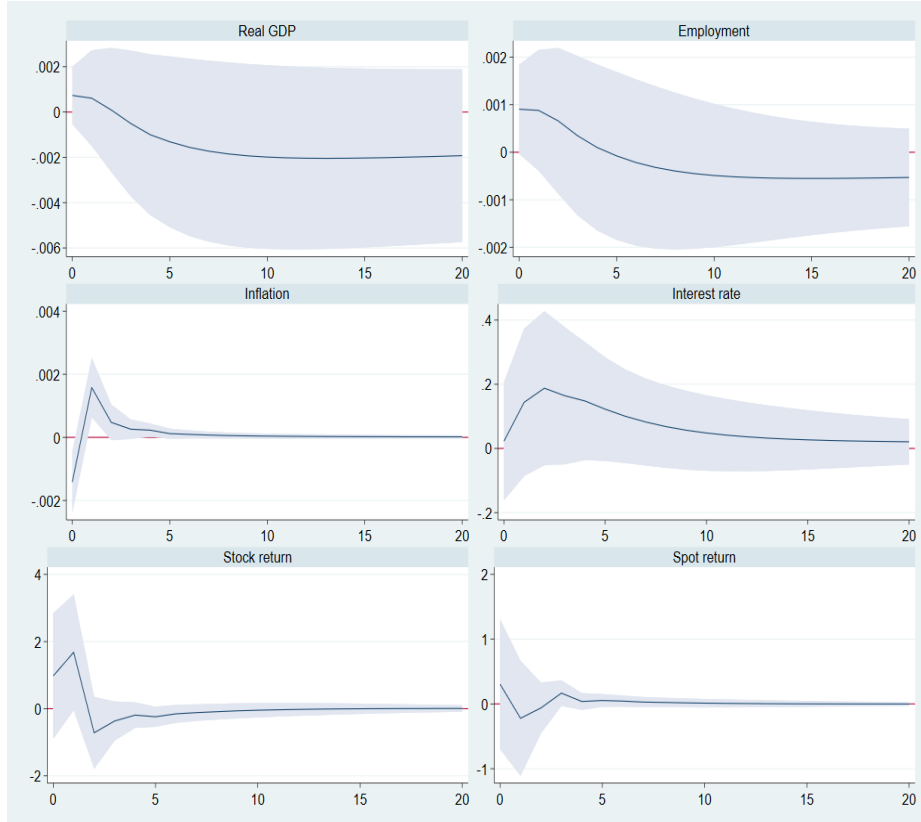 Real GDP
.002
0
-.002
-.004
-.006
0 5 10 15 20
Employment
.002
.001
0
-.001
-.002
0 5 10 15 20
Inflation
.004
.002
0
-.002
0 5 10 15 20
Interest rate
.4
.2
0
-.2
0 5 10 15 20
Stock return
4
2
0
-2
0 5 10 15 20
Spot return
2
1
0
-1
0 5 10 15 20